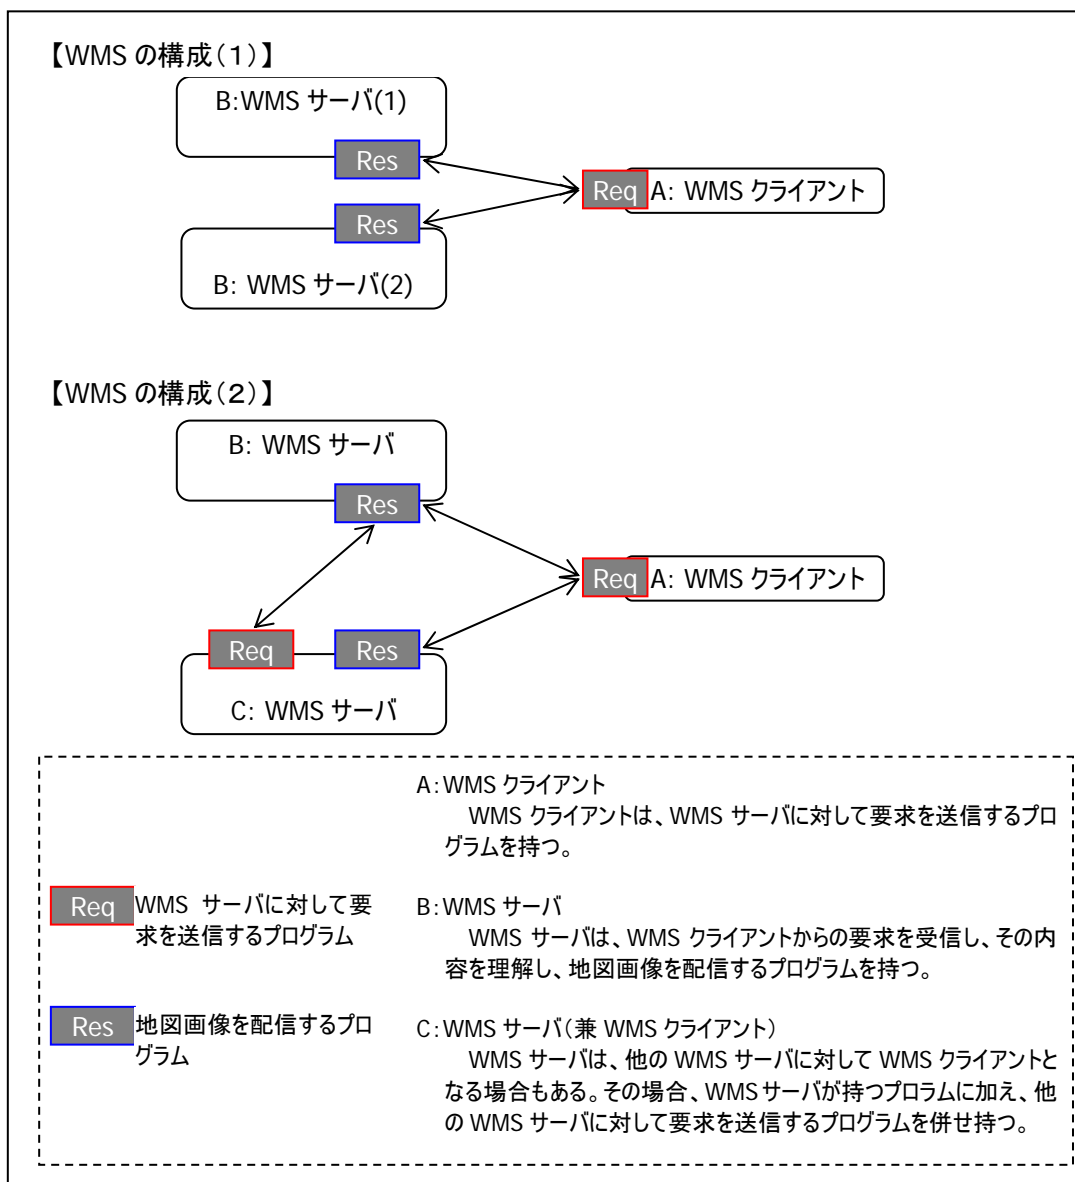 【WMS の構成(1)】
B:WMS サーバ(1)
Res
Req A: WMS クライアント
Res
B: WMS サーバ(2)
【WMS の構成(2)】
B: WMS サーバ
Res
Req A: WMS クライアント
Req Res
C: WMS サーバ
A:WMS クライアント
WMS クライアントは、WMS サーバに対して要求を送信するプロ
グラムを持つ。
Req WMS サーバに対して要
求を送信するプログラム
B:WMS サーバ
WMS サーバは、WMS クライアントからの要求を受信し、その内
容を理解し、地図画像を配信するプログラムを持つ。
Res 地図画像を配信するプロ
グラム
C:WMS サーバ(兼 WMS クライアント)
WMS サーバは、他の WMS サーバに対して WMS クライアントと
なる場合もある。その場合、WMS サーバが持つプロラムに加え、他
の WMS サーバに対して要求を送信するプログラムを併せ持つ。